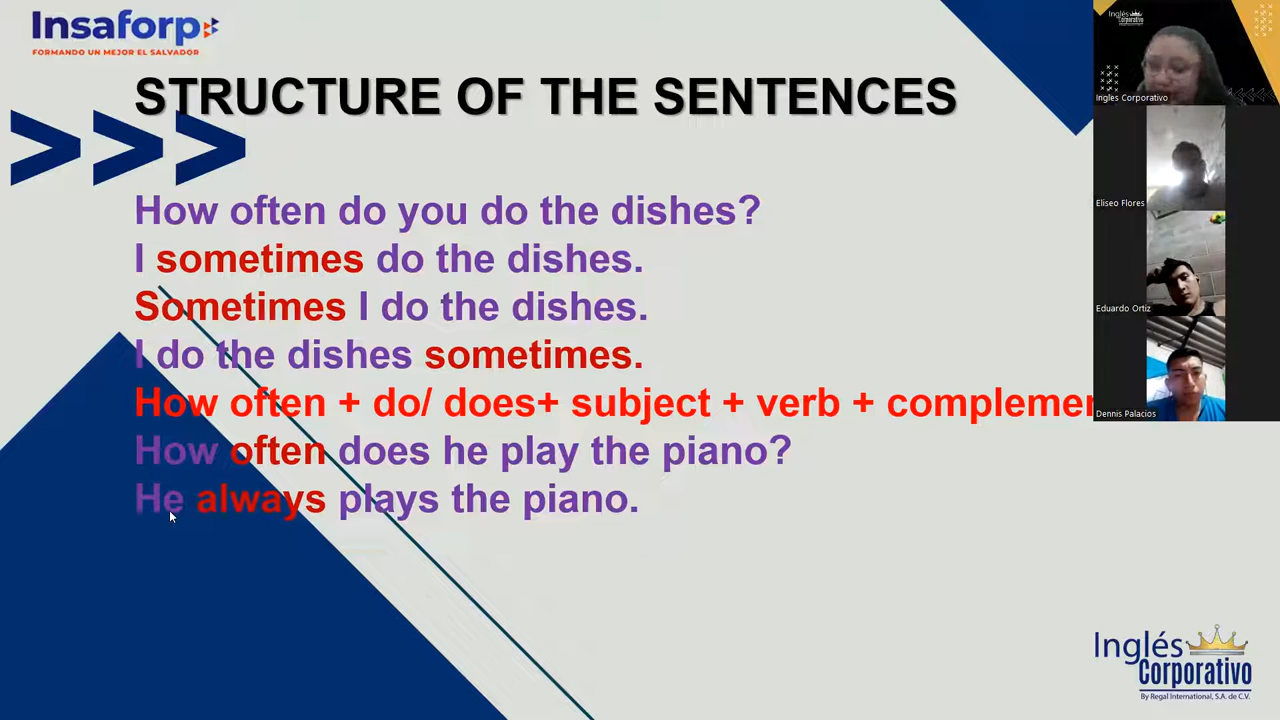 Insaforp
FORMANDO UN MEJOR EL SALVADOR
STRUCTURE OF THE SENTENCES
>>>
How often do you do the dishes?
I sometimes do the dishes.
Sometimes I do the dishes.
I do the dishes sometimes.
How often + do/ does+ subject + verb + complemen
How often does he play the piano?
He always plays the piano.
Inglés
Corporativo
Ingles Corporativo
Eliseo Flores
Eduardo Ortiz
Dennis Palacios
Inglés
Corporativo
By Regal International, S.A. de C.V.